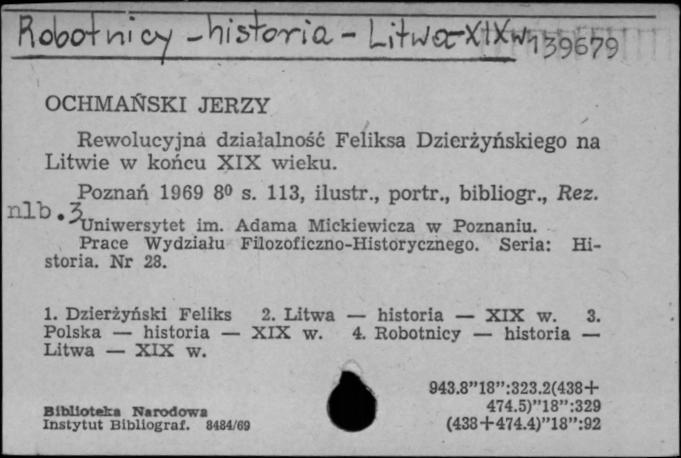 Robotnicy – historia – Litwa – XIX w.
139679
OCHMAŃSKI JERZY
Rewolucyjna działalność Feliksa Dzierżyńskiego na
Litwie w końcu XIX wieku.
Poznań 1969 8⁰ s. 113, ilustr., portr., bibliogr., Rez.
nlb. 3
Uniwersytet im. Adama Mickiewicza w Poznaniu.
Prace Wydziału Filozoficzno-Historycznego. Seria: Hi-
storia. Nr 28.
1. Dzierżyński Feliks 2. Litwa — historia — XIX w. 3.
Polska — historia — XIX w. 4. Robotnicy — historia —
Litwa — XIX w.
943.8”18”:323.2(438+
474.5)”18”:329
(438+474.4)”18”:92
Biblioteka Narodowa
Instytut Bibliograf. 8484/69